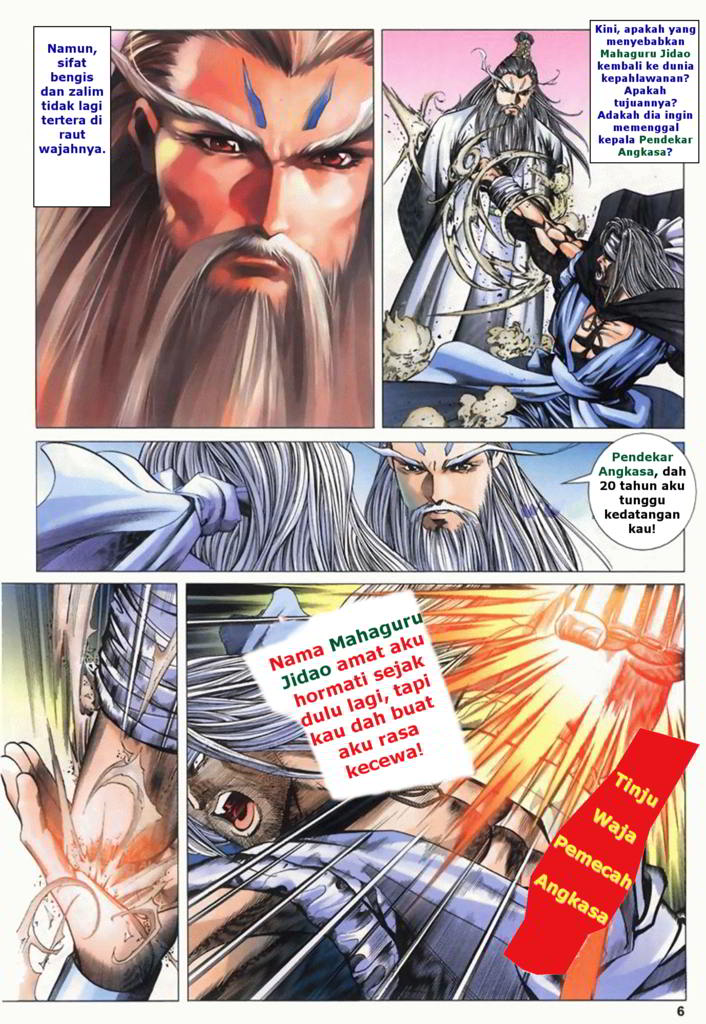 Namun,
sifat
bengis
dan zalim
tidak lagi
tertera di
raut
wajahnya.
Kini, apakah yang
menyebabkan
Mahaguru Jidao
kembali ke dunia
kepahlawanan?
Apakah
tujuannya?
Adakah dia ingin
memenggal
kepala Pendekar
Angkasa?
Pendekar
Angkasa, dah
20 tahun aku
tunggu
kedatangan
kau!
Nama Mahaguru
Jidao amat aku
hormati sejak
dulu lagi, tapi
kau dah buat
aku rasa
kecewa!
Tinju
Waja
Pemecah
Angkasa
6